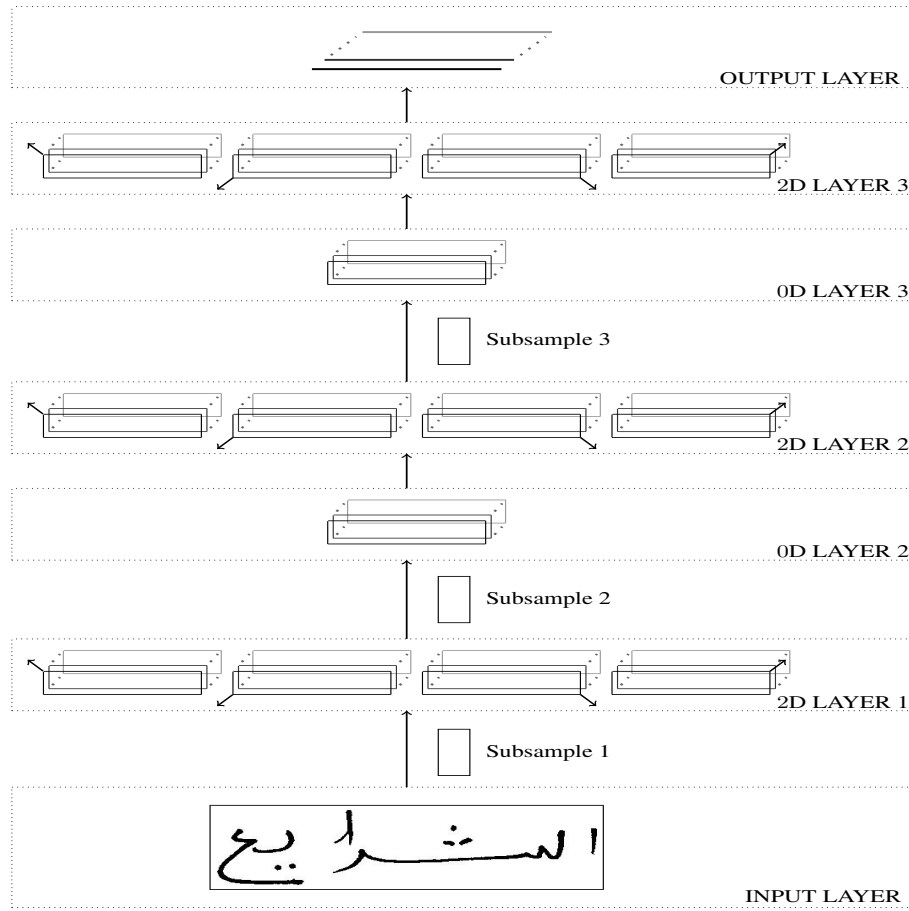 OUTPUT LAYER
2D LAYER 3
0D LAYER 3
Subsample 3
2D LAYER 2
0D LAYER 2
Subsample 2
2D LAYER 1
Subsample 1
الشرايع
INPUT LAYER